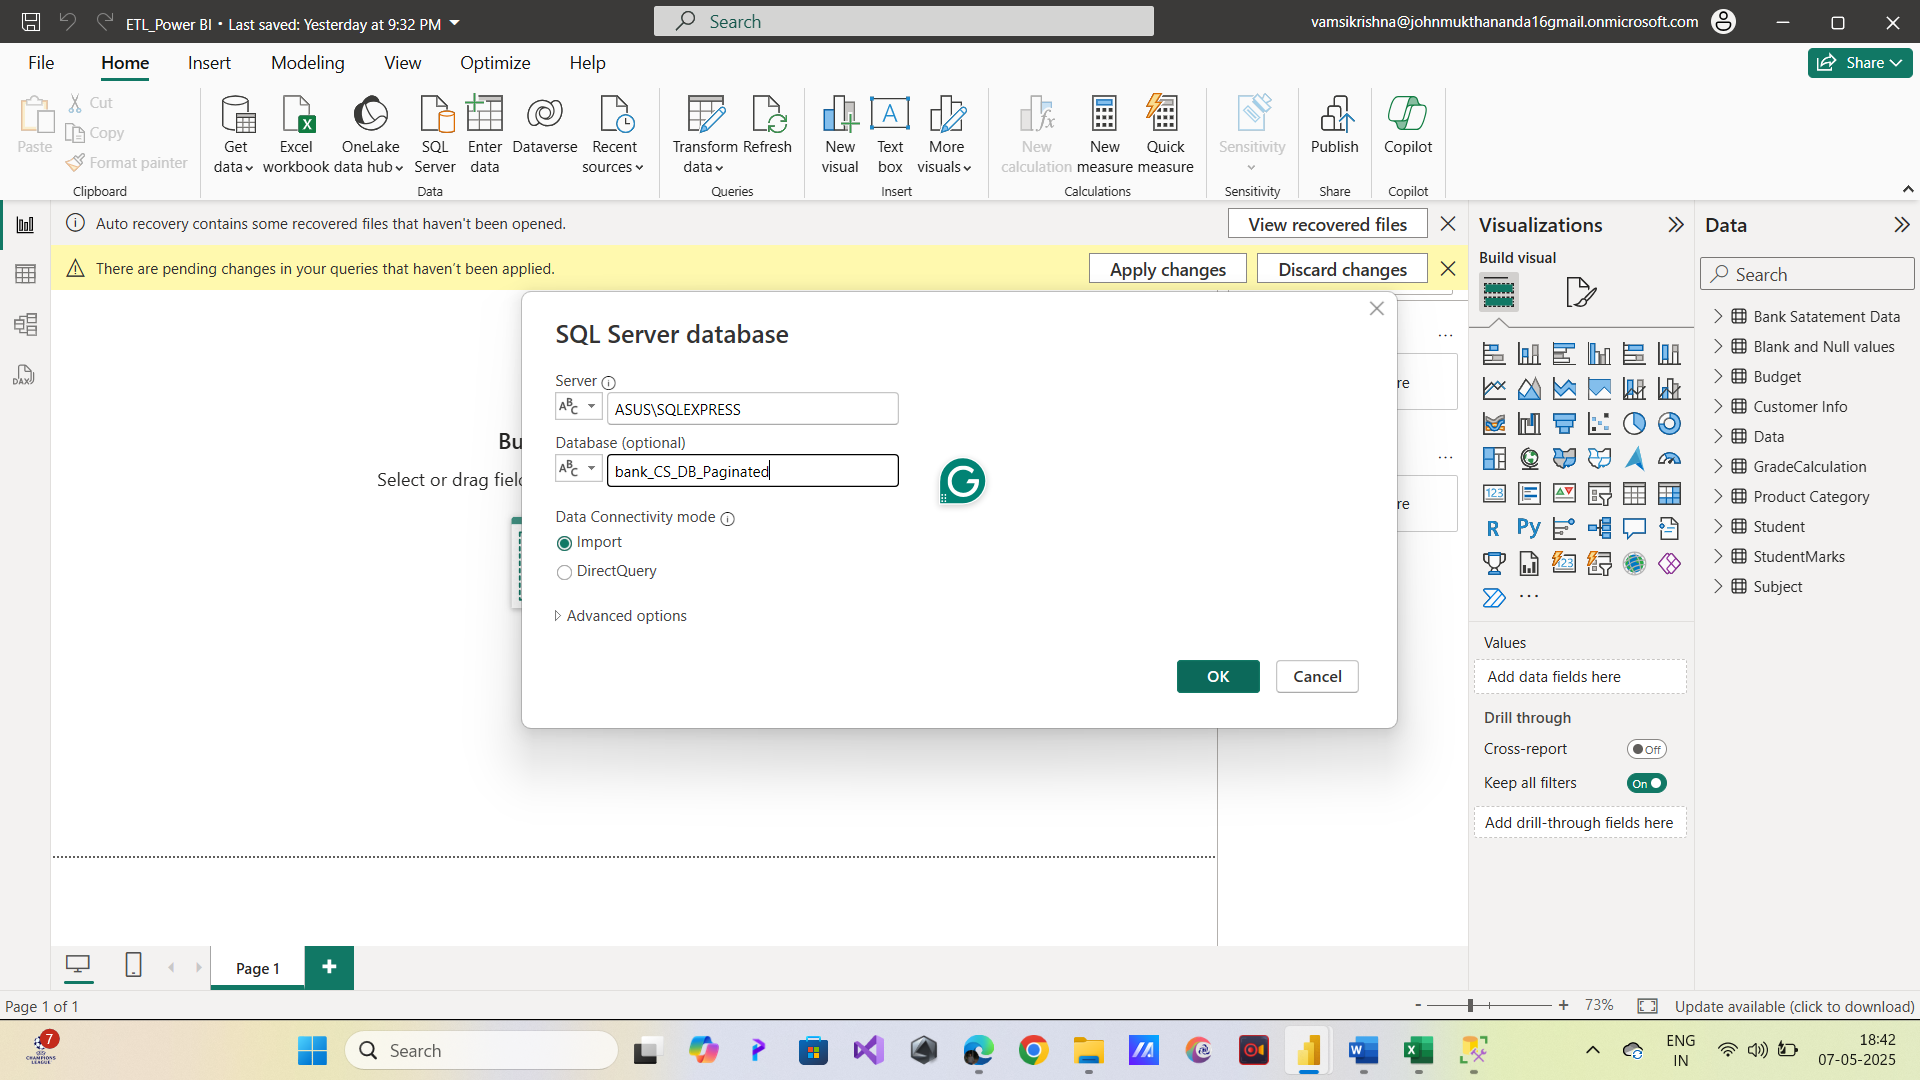 ETL_Power BI • Last saved: Yesterday at 9:32 PM
Search
vamsikrishna@johnmukthananda16gmail.onmicrosoft.com
File
Home
Insert
Modeling
View
Optimize
Help
Share
Paste
Cut
Copy
Format painter
Clipboard
Get data
Excel workbook
OneLake data hub
SQL Server
Enter data
Dataverse
Recent sources
Data
Transform data
Refresh
Queries
New visual
Text box
More visuals
Insert
New calculation
New measure
Quick measure
Calculations
Sensitivity
Sensitivity
Publish
Share
Copilot
Copilot
Auto recovery contains some recovered files that haven't been opened.
View recovered files
There are pending changes in your queries that haven't been applied.
Apply changes
Discard changes
DAX
Bu
Select or drag fiel
SQL Server database
Server
ABC
ASUS\SQLEXPRESS
Database (optional)
ABC
bank_CS_DB_Paginated
Data Connectivity mode
Import
DirectQuery
Advanced options
OK
Cancel
re
re
Visualizations
Build visual
123
R
Py
123
Values
Add data fields here
Drill through
Cross-report
Off
Keep all filters
On
Add drill-through fields here
Data
Search
Bank Satatement Data
Blank and Null values
Budget
Customer Info
Data
GradeCalculation
Product Category
Student
StudentMarks
Subject
Page 1
Page 1 of 1
- + 73%
Update available (click to download)
7
CHAMPIONS LEAGUE
Search
ENG
IN
18:42
07-05-2025